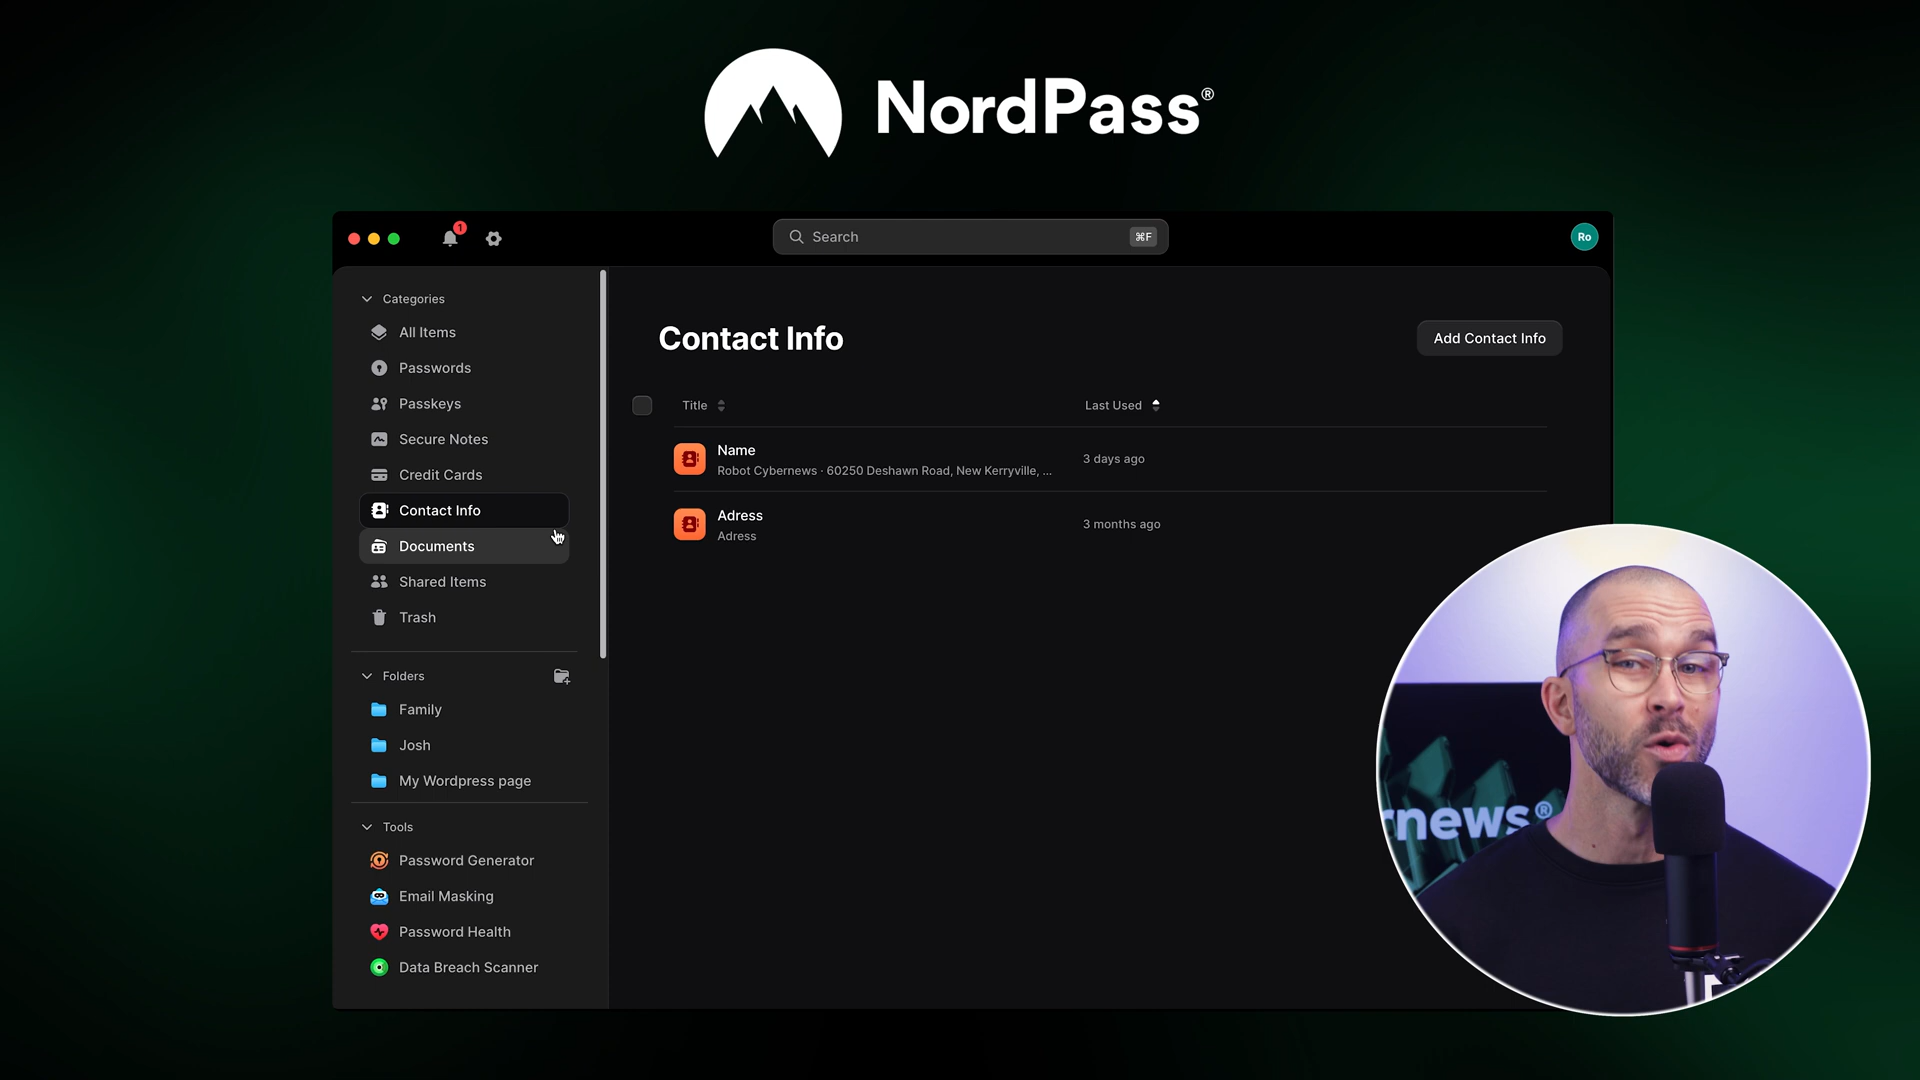 NordPass®
1
Search
⌘F
Ro
Categories
All Items
Passwords
Passkeys
Secure Notes
Credit Cards
Contact Info
Documents
Shared Items
Trash
Folders
Family
Josh
My Wordpress page
Tools
Password Generator
Email Masking
Password Health
Data Breach Scanner
Contact Info
Add Contact Info
Title
Last Used
Name
Robot Cybernews · 60250 Deshawn Road, New Kerryville, ...
3 days ago
Adress
Adress
3 months ago
rnews®